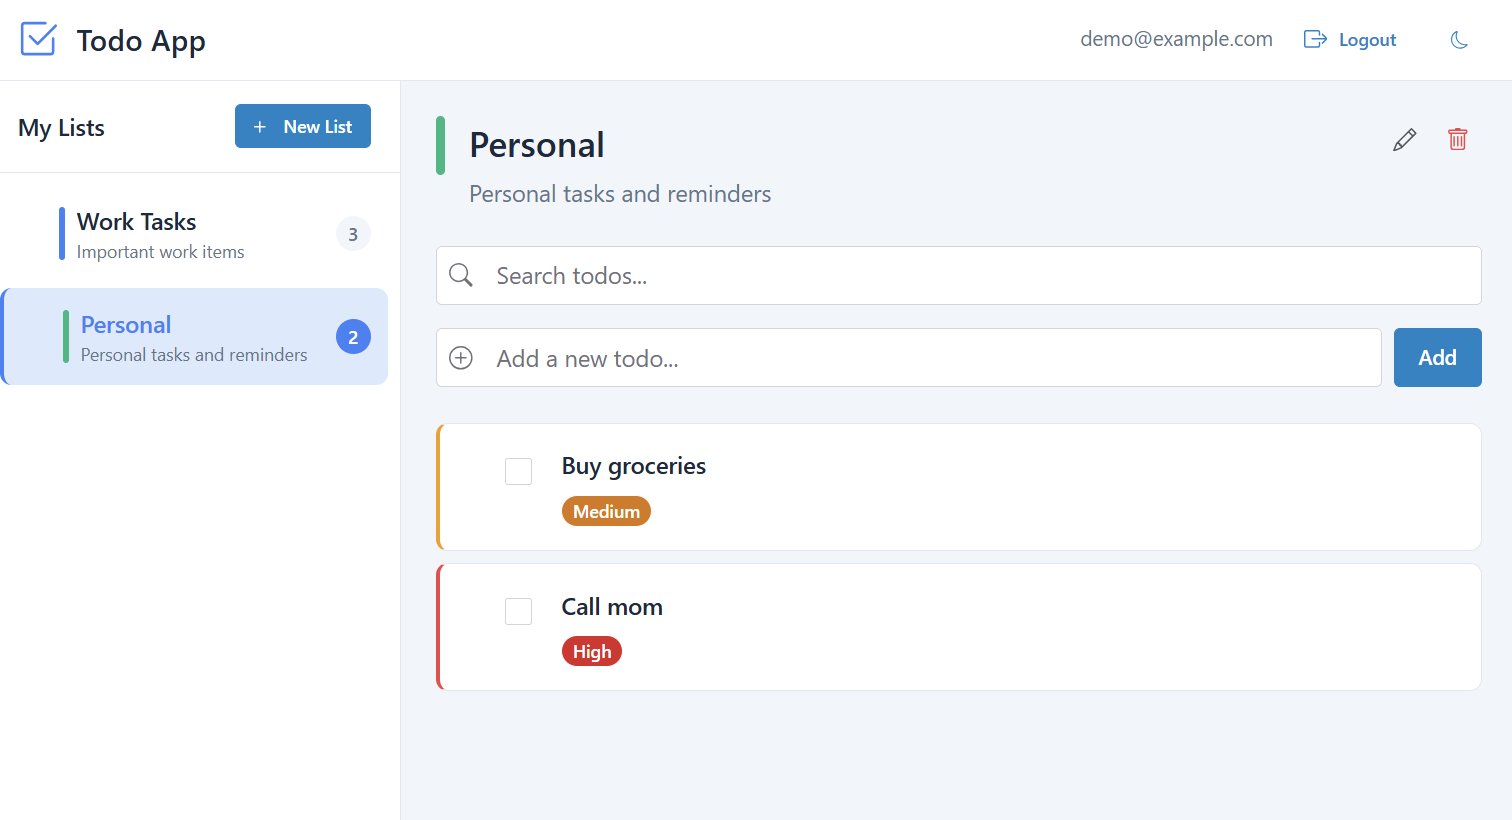 Todo App
demo@example.com
Logout
My Lists
+ New List
Work Tasks
Important work items
3
Personal
Personal tasks and reminders
2
Personal
Personal tasks and reminders
Search todos...
Add a new todo...
Add
Buy groceries
Medium
Call mom
High